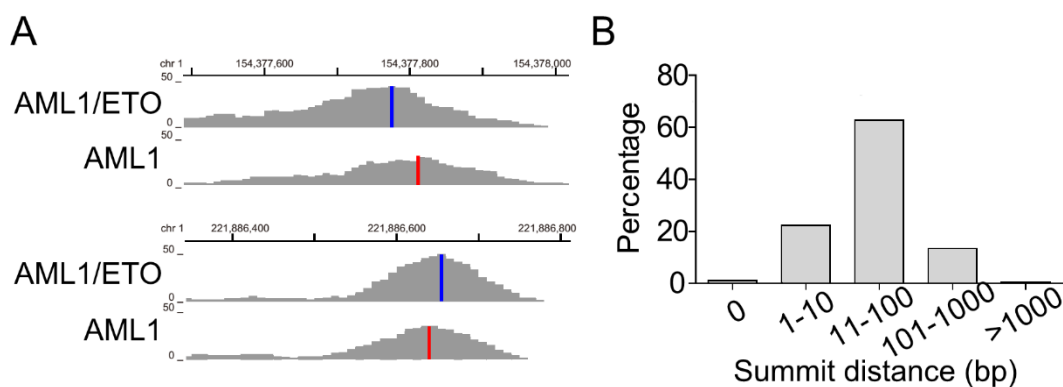 A
chr 1 154,377,600 154,377,800 154,378,000
50
AML1/ETO
0
50
AML1
0
chr 1 221,886,400 221,886,600 221,886,800
50
AML1/ETO
0
50
AML1
0
B
Percentage
80
60
40
20
0
0 1-10 11-100 101-1000 >1000
Summit distance (bp)